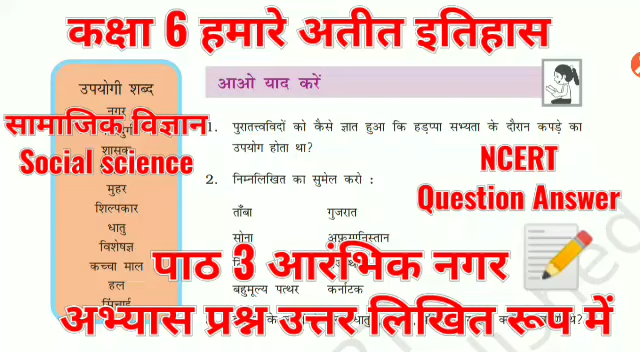 कक्षा 6 हमारे अतीत इतिहास
उपयोगी शब्द
नगर
आओ याद करें
सामाजिक विज्ञान
Social science
शासक
मुहर
शिल्पकार
धातु
विशेषज्ञ
कच्चा माल
हल
सिंचाई
1. पुरातत्त्वविदों को कैसे ज्ञात हुआ कि हड़प्पा सभ्यता के दौरान कपड़े का
उपयोग होता था?
2. निम्नलिखित का सुमेल करो :
ताँबा गुजरात
सोना अफ़गानिस्तान
बहुमूल्य पत्थर कर्नाटक
NCERT
Question Answer
पाठ 3 आरंभिक नगर
अभ्यास प्रश्न उत्तर लिखित रूप में